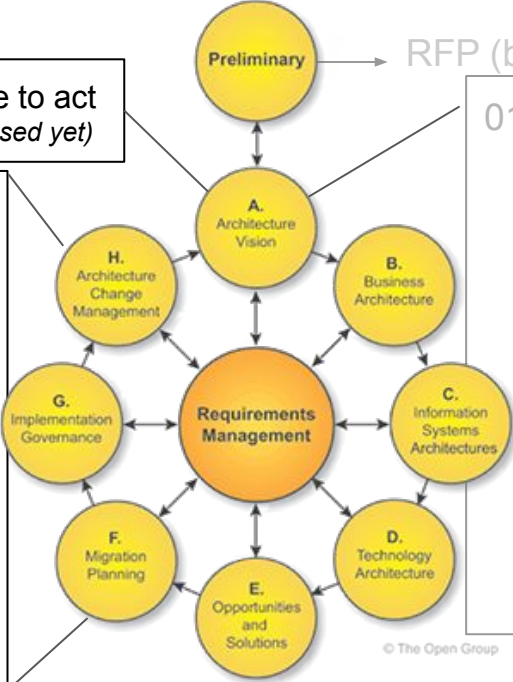 Preliminary
RFP (b
e to act
sed yet)
01
A.
Architecture
Vision
H.
Architecture
Change
Management
B.
Business
Architecture
G.
Implementation
Governance
Requirements
Management
C.
Information
Systems
Architectures
F.
Migration
Planning
D.
Technology
Architecture
E.
Opportunities
and
Solutions
© The Open Group